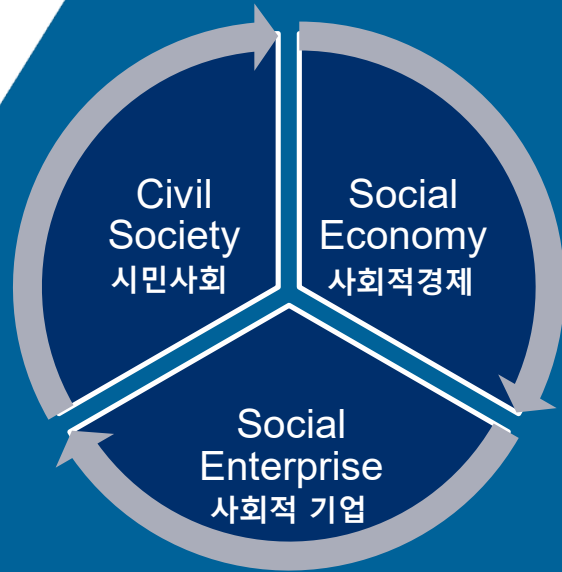 Civil
Society
시민사회
Social
Economy
사회적경제
Social
Enterprise
사회적 기업